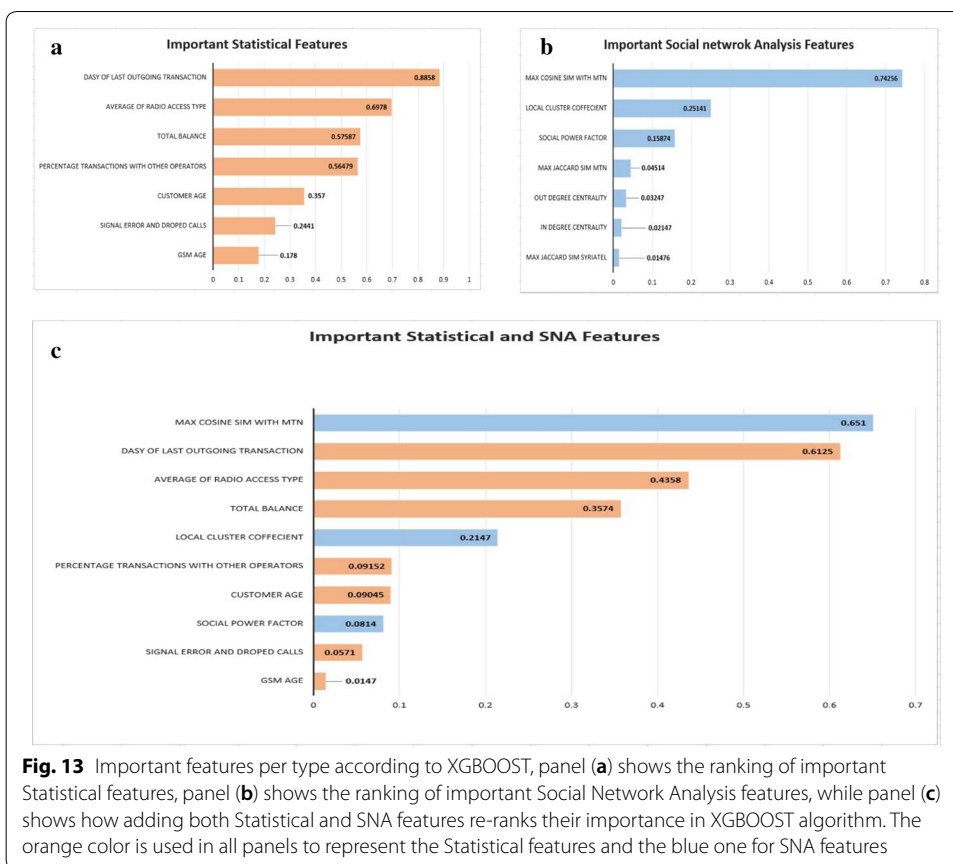 a
Important Statistical Features
DASY OF LAST OUTGOING TRANSACTION
0.8858
AVERAGE OF RADIO ACCESS TYPE
0.6978
TOTAL BALANCE
0.57587
PERCENTAGE TRANSACTIONS WITH OTHER OPERATORS
0.56479
CUSTOMER AGE
0.357
SIGNAL ERROR AND DROPED CALLS
0.2441
GSM AGE
0.178
0 0.1 0.2 0.3 0.4 0.5 0.6 0.7 0.8 0.9 1
b
Important Social netwrok Analysis Features
MAX COSINE SIM WITH MTN
0.74256
LOCAL CLUSTER COFFECIENT
0.25141
SOCIAL POWER FACTOR
0.15874
MAX JACCARD SIM MTN
0.04514
OUT DEGREE CENTRALITY
0.03247
IN DEGREE CENTRALITY
0.02147
MAX JACCARD SIM SYRIATEL
0.01476
0 0.1 0.2 0.3 0.4 0.5 0.6 0.7 0.8
c
Important Statistical and SNA Features
MAX COSINE SIM WITH MTN
0.651
DASY OF LAST OUTGOING TRANSACTION
0.6125
AVERAGE OF RADIO ACCESS TYPE
0.4358
TOTAL BALANCE
0.3574
LOCAL CLUSTER COFFECIENT
0.2147
PERCENTAGE TRANSACTIONS WITH OTHER OPERATORS
0.09152
CUSTOMER AGE
0.09045
SOCIAL POWER FACTOR
0.0814
SIGNAL ERROR AND DROPED CALLS
0.0571
GSM AGE
0.0147
0 0.1 0.2 0.3 0.4 0.5 0.6 0.7
Fig. 13 Important features per type according to XGBOOST, panel (a) shows the ranking of important
Statistical features, panel (b) shows the ranking of important Social Network Analysis features, while panel (c)
shows how adding both Statistical and SNA features re-ranks their importance in XGBOOST algorithm. The
orange color is used in all panels to represent the Statistical features and the blue one for SNA features